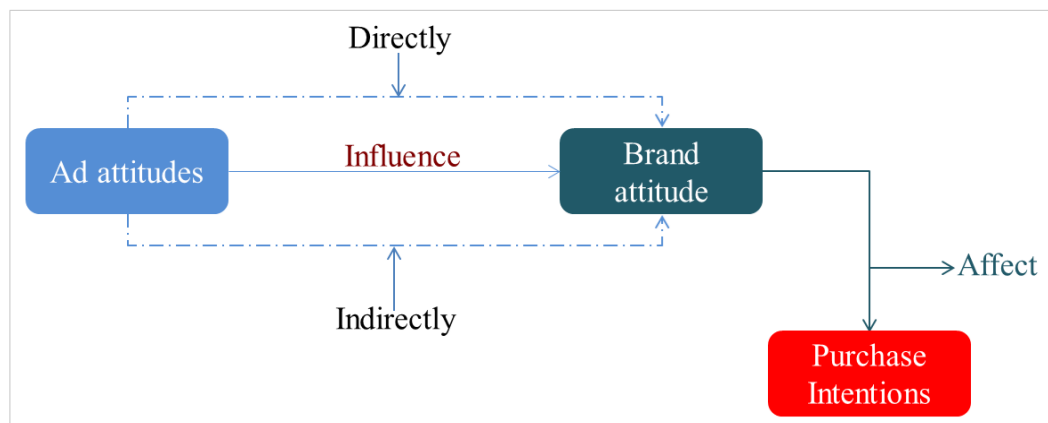 Directly
Ad attitudes
Influence
Brand
attitude
Indirectly
Affect
Purchase
Intentions